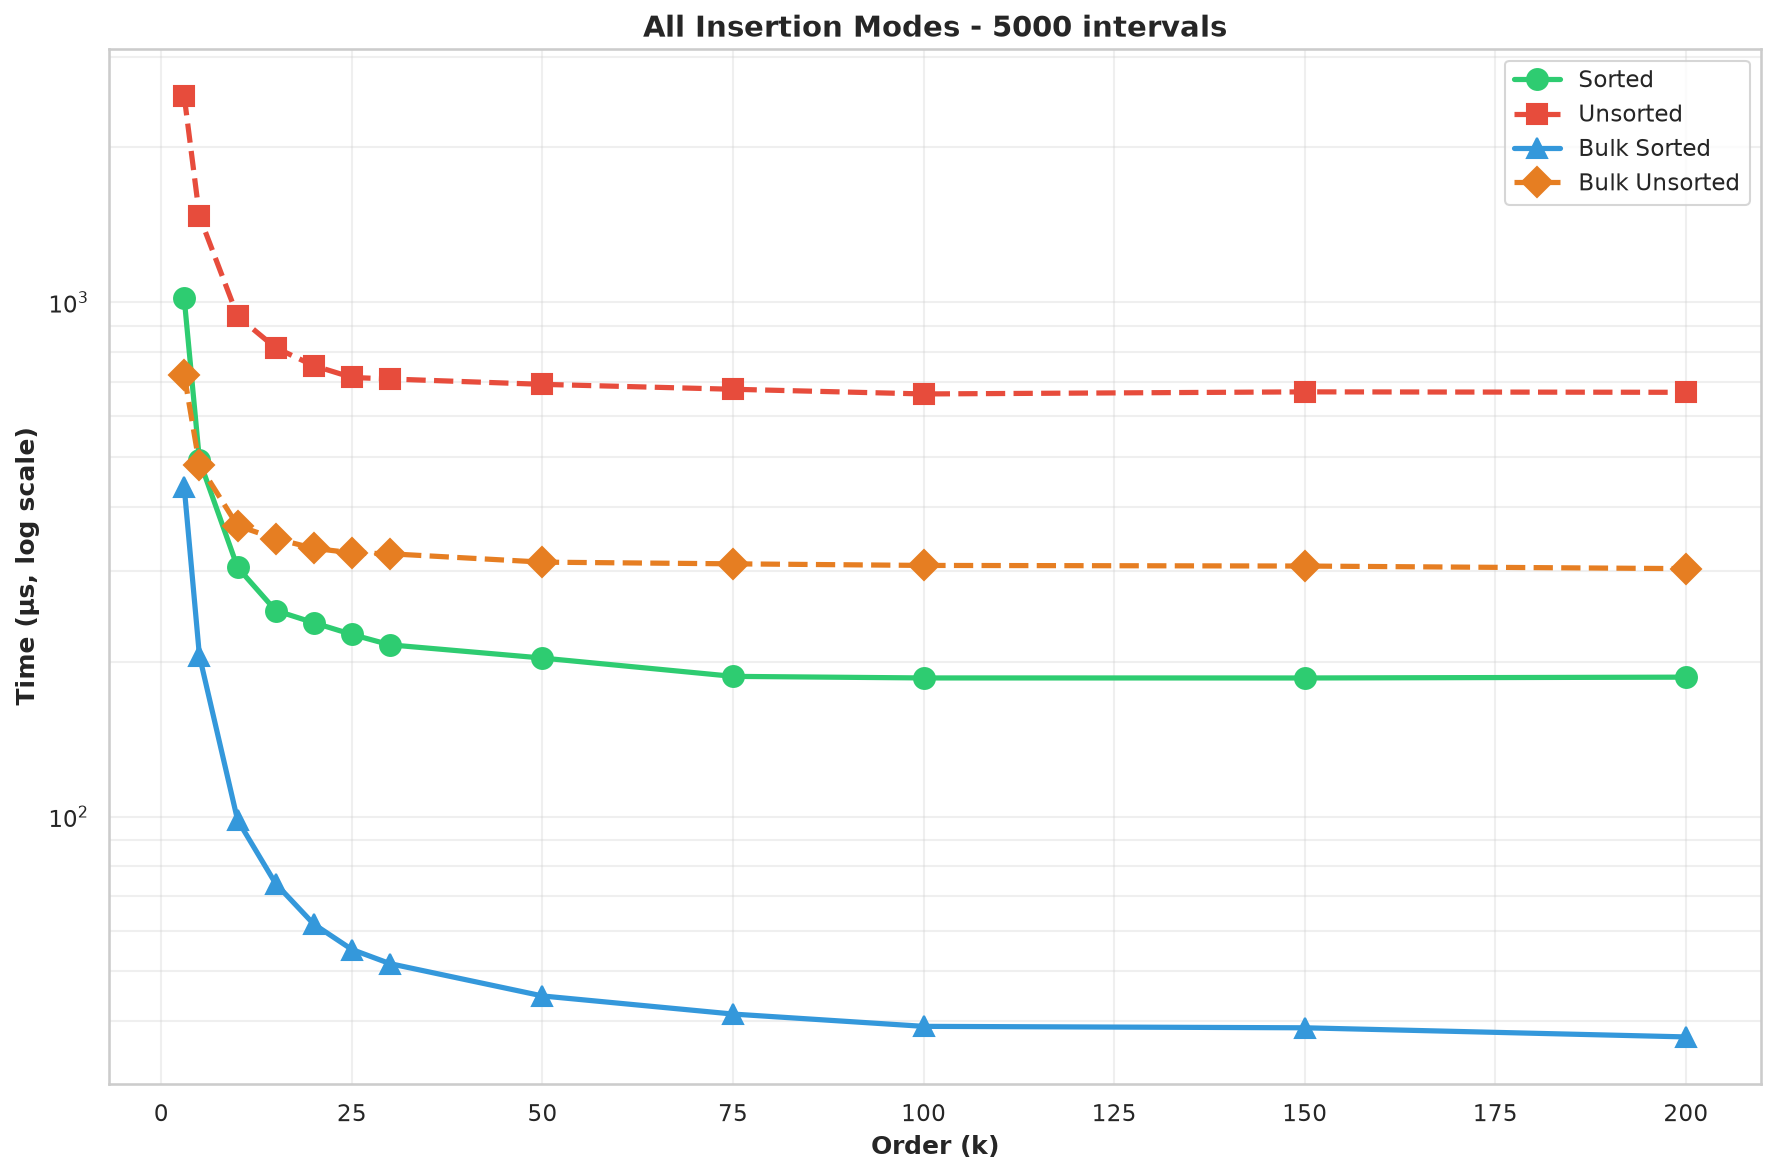 All Insertion Modes - 5000 intervals
Sorted
Unsorted
Bulk Sorted
Bulk Unsorted
Time (µs, log scale)
10³
10²
0 25 50 75 100 125 150 175 200
Order (k)